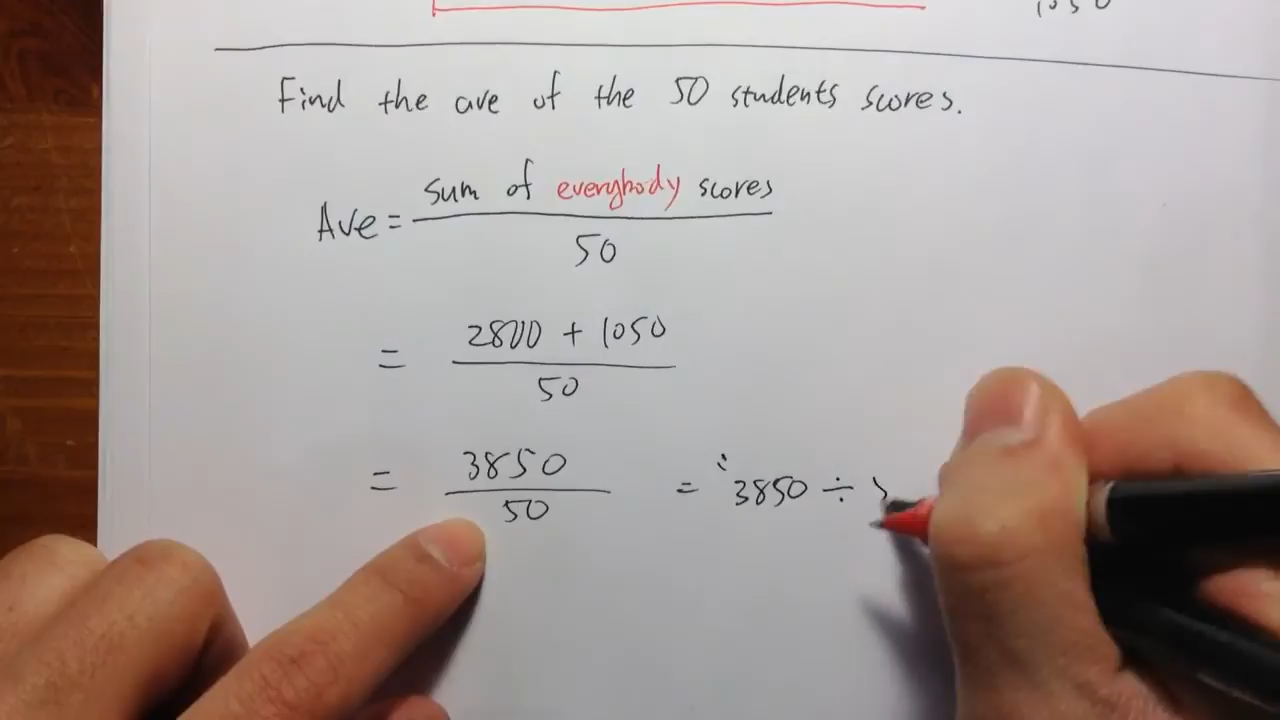 1050
Find the ave of the 50 students scores.
sum of everybody scores
Ave =
50
2800 + 1050
=
50
3850
= = 3850 ÷
50